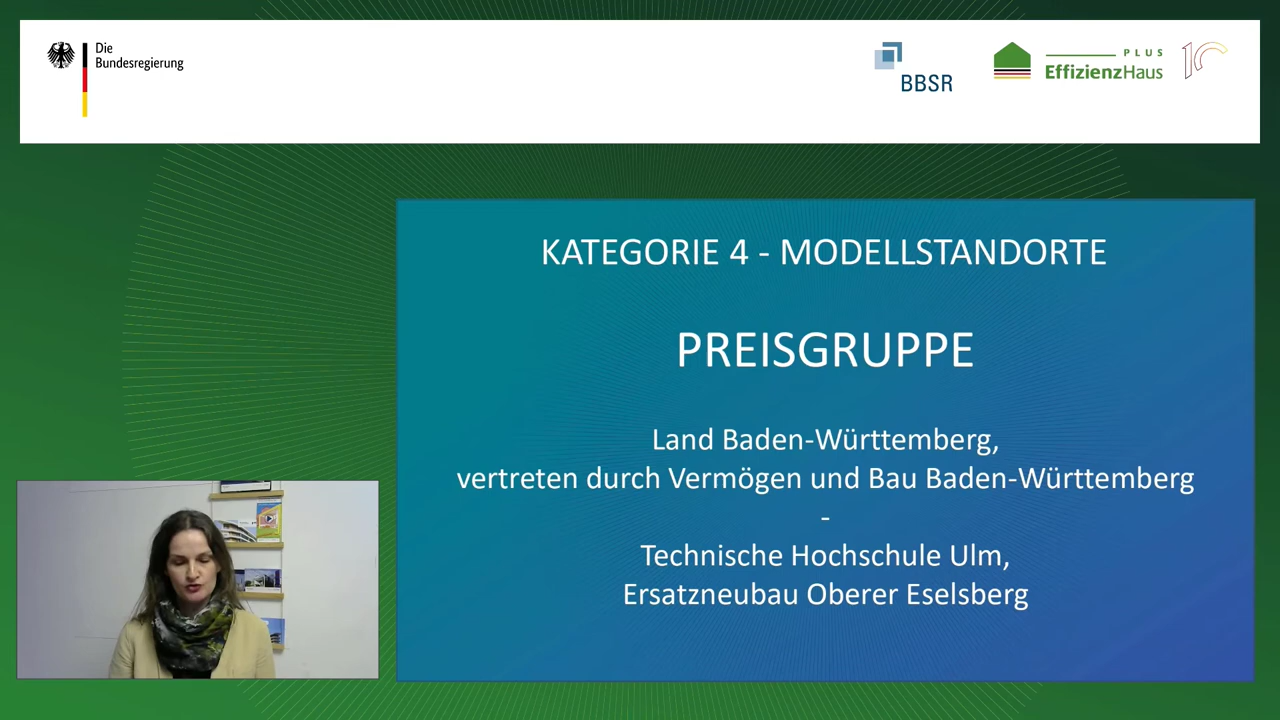 Die
Bundesregierung
BBSR
PLUS
EffizienzHaus
10
KATEGORIE 4 - MODELLSTANDORTE
PREISGRUPPE
Land Baden-Württemberg,
vertreten durch Vermögen und Bau Baden-Württemberg
-
Technische Hochschule Ulm,
Ersatzneubau Oberer Eselsberg